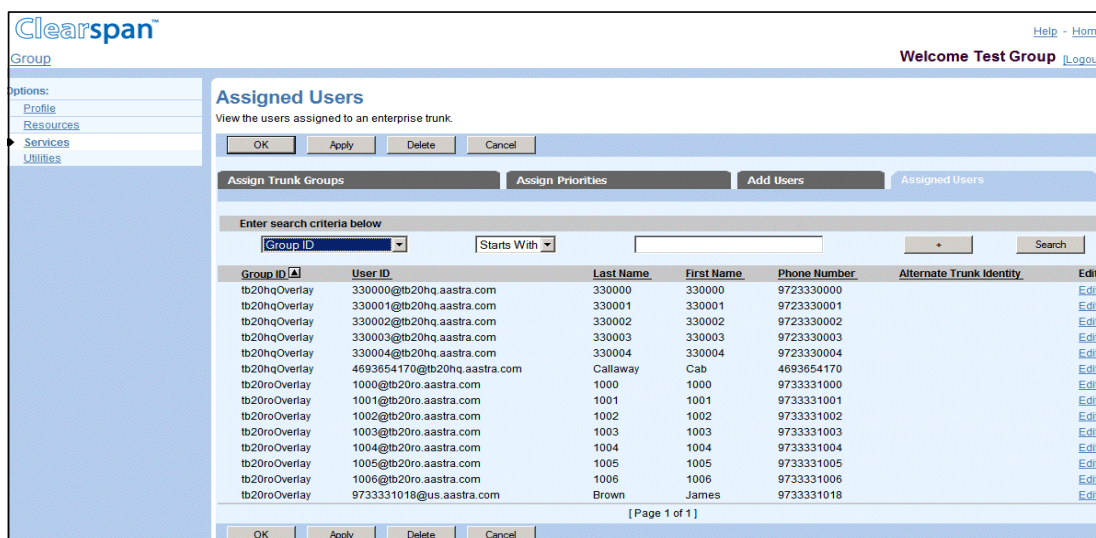 Clearspan™
Help - Hom
Group
Welcome Test Group [Logou
Options:
Profile
Resources
Services
Utilities
Assigned Users
View the users assigned to an enterprise trunk.
OK Apply Delete Cancel
Assign Trunk Groups Assign Priorities Add Users Assigned Users
Enter search criteria below
Group ID Starts With + Search
Group ID User ID Last Name First Name Phone Number Alternate Trunk Identity Edi
tb20hqOverlay 330000@tb20hq.aastra.com 330000 330000 9723330000 Edi
tb20hqOverlay 330001@tb20hq.aastra.com 330001 330001 9723330001 Edi
tb20hqOverlay 330002@tb20hq.aastra.com 330002 330002 9723330002 Edi
tb20hqOverlay 330003@tb20hq.aastra.com 330003 330003 9723330003 Edi
tb20hqOverlay 330004@tb20hq.aastra.com 330004 330004 9723330004 Edi
tb20hqOverlay 4693654170@tb20hq.aastra.com Callaway Cab 4693654170 Edi
tb20roOverlay 1000@tb20ro.aastra.com 1000 1000 9733331000 Edi
tb20roOverlay 1001@tb20ro.aastra.com 1001 1001 9733331001 Edi
tb20roOverlay 1002@tb20ro.aastra.com 1002 1002 9733331002 Edi
tb20roOverlay 1003@tb20ro.aastra.com 1003 1003 9733331003 Edi
tb20roOverlay 1004@tb20ro.aastra.com 1004 1004 9733331004 Edi
tb20roOverlay 1005@tb20ro.aastra.com 1005 1005 9733331005 Edi
tb20roOverlay 1006@tb20ro.aastra.com 1006 1006 9733331006 Edi
tb20roOverlay 9733331018@us.aastra.com Brown James 9733331018 Edi
[ Page 1 of 1 ]
OK Apply Delete Cancel